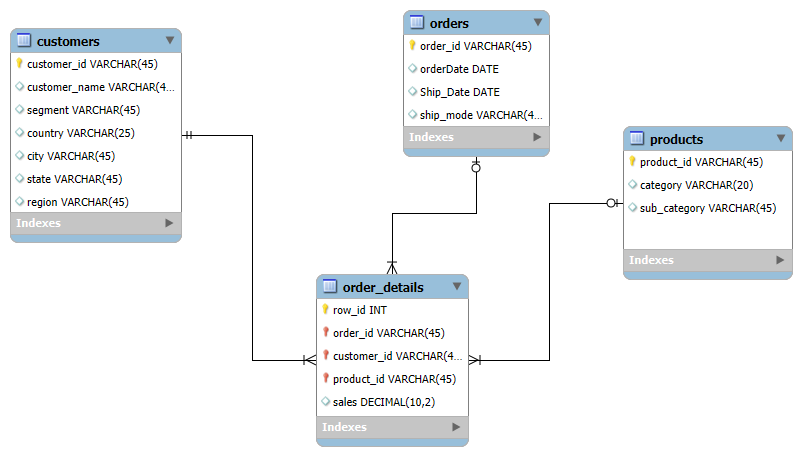 customers
customer_id VARCHAR(45)
customer_name VARCHAR(4...
segment VARCHAR(45)
country VARCHAR(25)
city VARCHAR(45)
state VARCHAR(45)
region VARCHAR(45)
Indexes
orders
order_id VARCHAR(45)
orderDate DATE
Ship_Date DATE
ship_mode VARCHAR(4...
Indexes
products
product_id VARCHAR(45)
category VARCHAR(20)
sub_category VARCHAR(45)
Indexes
order_details
row_id INT
order_id VARCHAR(45)
customer_id VARCHAR(4...
product_id VARCHAR(45)
sales DECIMAL(10,2)
Indexes